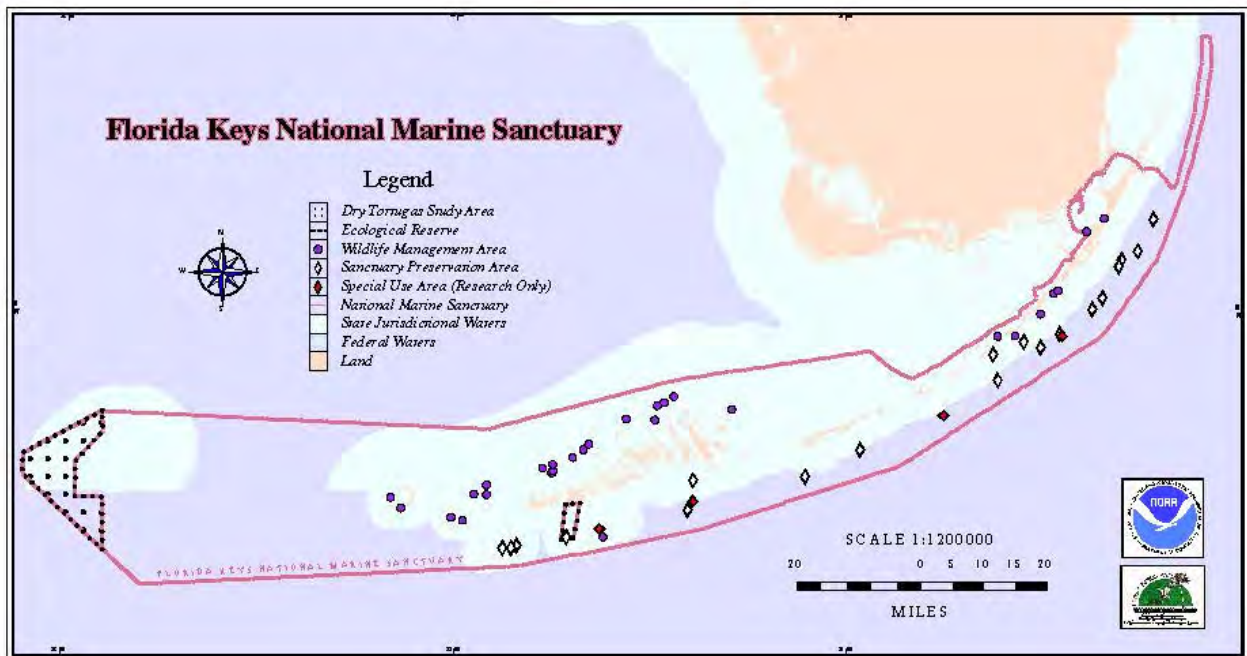 Florida Keys National Marine Sanctuary
Legend
Dry Tortugas Study Area
Ecological Reserve
Wildlife Management Area
Sanctuary Preservation Area
Special Use Area (Research Only)
National Marine Sanctuary
State Jurisdictional Waters
Federal Waters
Land
N
W
E
S
FLORIDA KEYS NATIONAL MARINE SANCTUARY
NOAA
SCALE 1:1200000
20 0 5 10 15 20
MILES